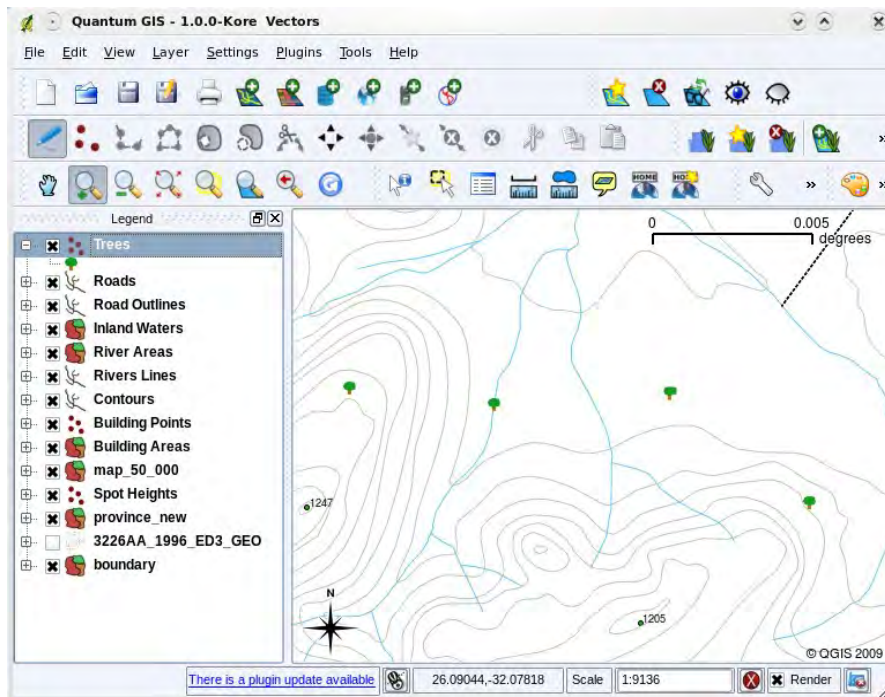 Quantum GIS - 1.0.0-Kore Vectors
File Edit View Layer Settings Plugins Tools Help
HOME HO
Legend
Trees
Roads
Road Outlines
Inland Waters
River Areas
Rivers Lines
Contours
Building Points
Building Areas
map_50_000
Spot Heights
province_new
3226AA_1996_ED3_GEO
boundary
0 0.005
degrees
1247
1205
N
© QGIS 2009
There is a plugin update available 26.09044,-32.07818 Scale 1:9136 Render